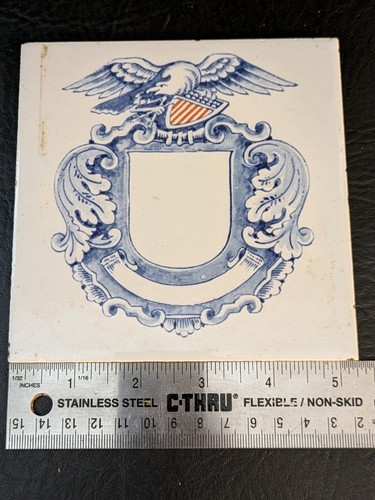 1/32 1/16
INCHES 1 2 3 4 5
STAINLESS STEEL C-THRU® FLEXIBLE / NON-SKID
15 14 13 12 11 10 9 8 7 6 5 4 3 2